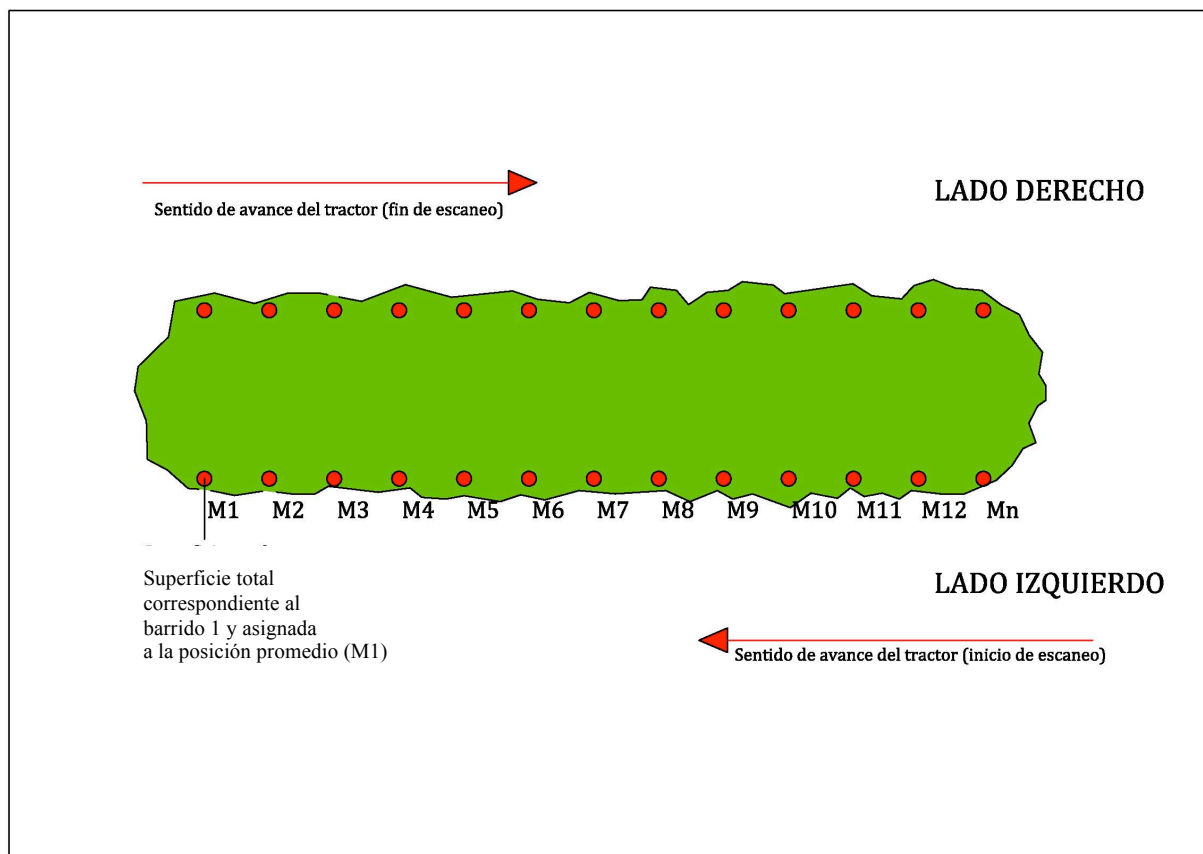 LADO DERECHO
Sentido de avance del tractor (fin de escaneo)
M1 M2 M3 M4 M5 M6 M7 M8 M9 M10 M11 M12 Mn
Superficie total
correspondiente al
barrido 1 y asignada
a la posición promedio (M1)
LADO IZQUIERDO
Sentido de avance del tractor (inicio de escaneo)